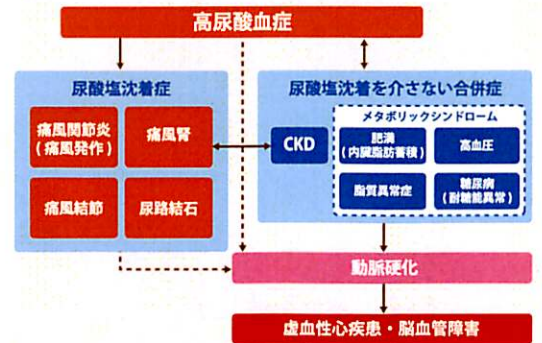 高尿酸血症
尿酸塩沈着症
痛風関節炎
(痛風発作)
痛風腎
痛風結節
尿路結石
尿酸塩沈着を介さない合併症
CKD
メタボリックシンドローム
肥満
(内臓脂肪蓄積)
高血圧
脂質異常症
糖尿病
(耐糖能異常)
動脈硬化
虚血性心疾患・脳血管障害